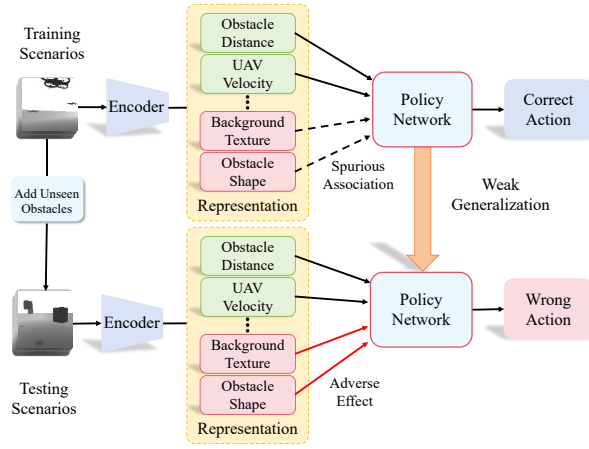 Training
Scenarios
Encoder
Obstacle
Distance
UAV
Velocity
Background
Texture
Obstacle
Shape
Representation
Spurious
Association
Policy
Network
Correct
Action
Add Unseen
Obstacles
Weak
Generalization
Testing
Scenarios
Encoder
Obstacle
Distance
UAV
Velocity
Background
Texture
Obstacle
Shape
Representation
Adverse
Effect
Policy
Network
Wrong
Action